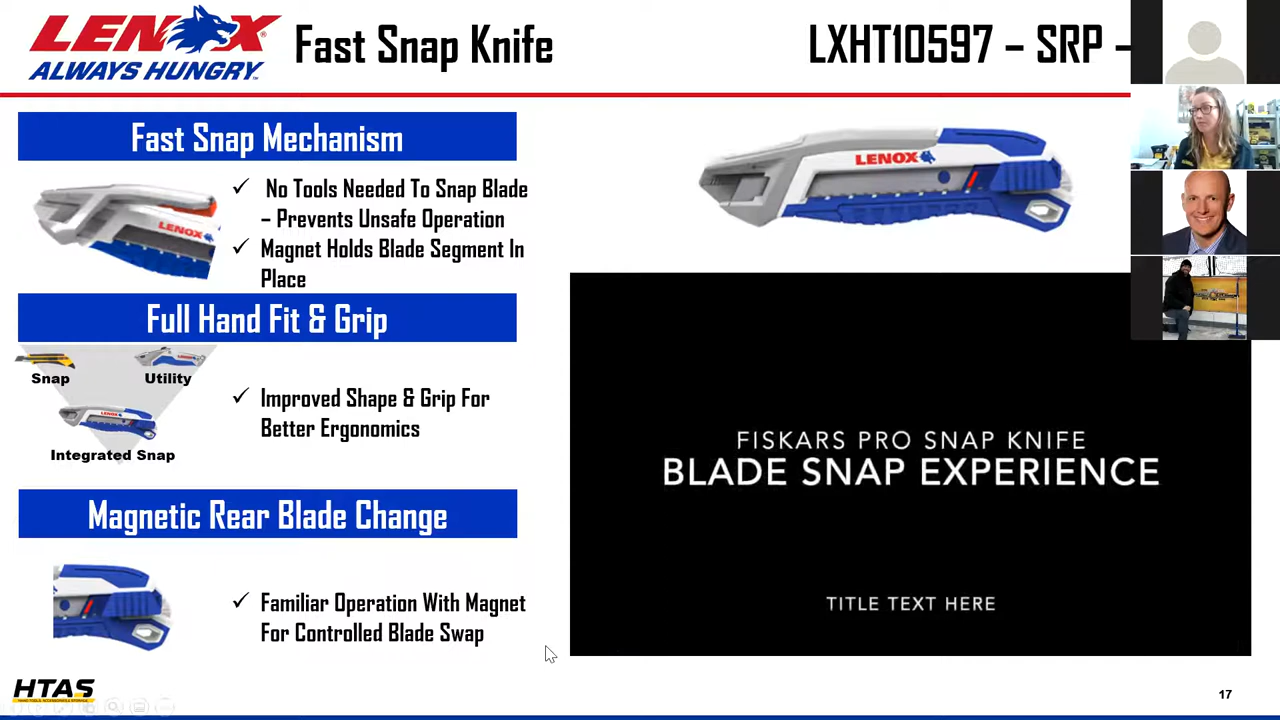 LENOX
ALWAYS HUNGRY
Fast Snap Knife
LXHT10597 – SRP –
Fast Snap Mechanism
LENOX
✓ No Tools Needed To Snap Blade
– Prevents Unsafe Operation
✓ Magnet Holds Blade Segment In
Place
LENOX
Full Hand Fit & Grip
Snap
Utility
LENOX
Integrated Snap
✓ Improved Shape & Grip For
Better Ergonomics
FISKARS PRO SNAP KNIFE
BLADE SNAP EXPERIENCE
TITLE TEXT HERE
Magnetic Rear Blade Change
✓ Familiar Operation With Magnet
For Controlled Blade Swap
HTAS
17